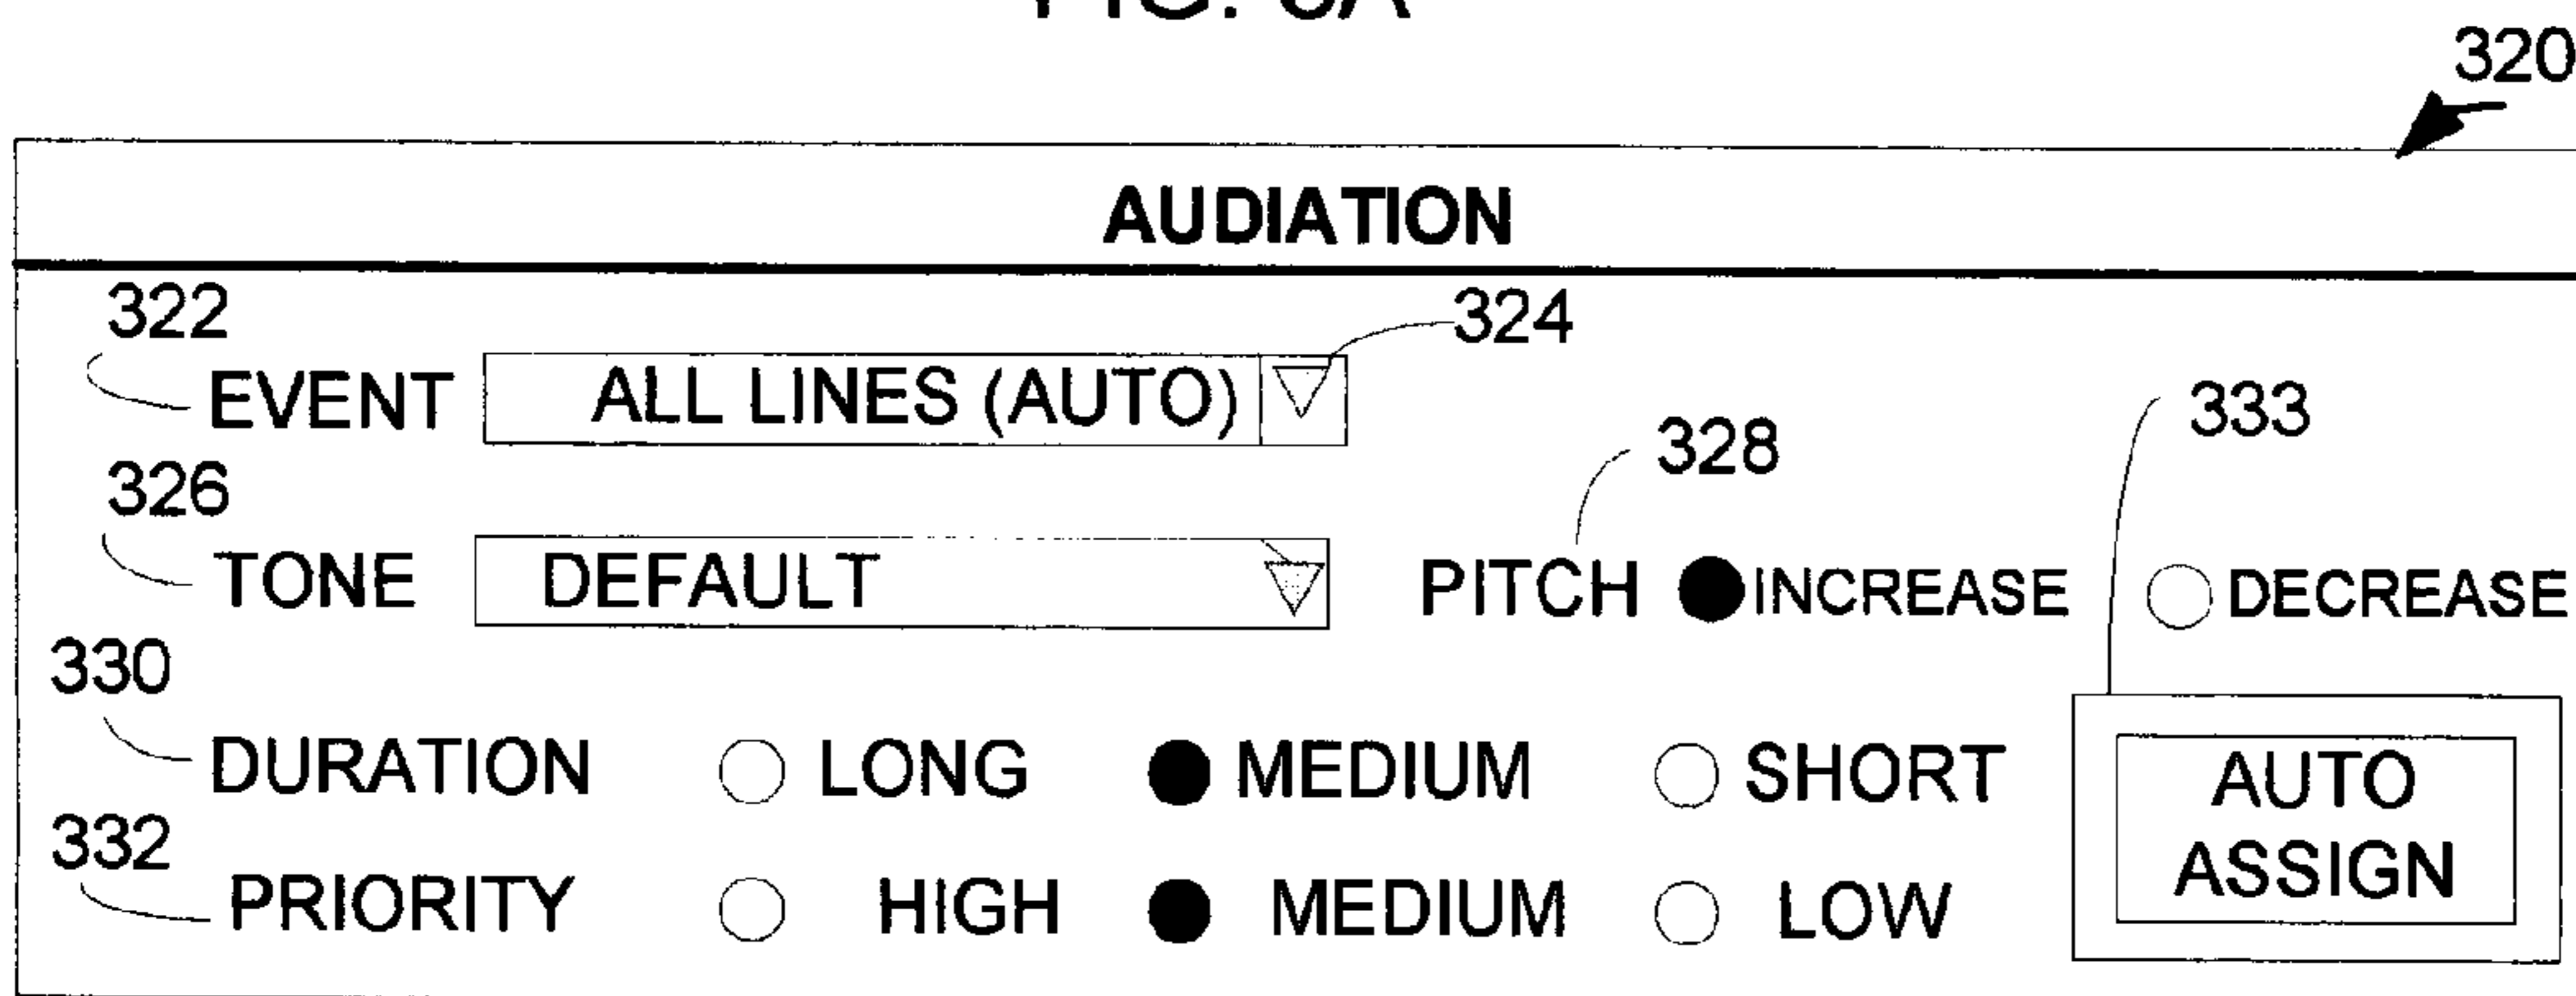 320
AUDIATION
322
324
EVENT ALL LINES (AUTO)
333
328
326
TONE DEFAULT PITCH INCREASE DECREASE
330
DURATION LONG MEDIUM SHORT
AUTO
ASSIGN
332
PRIORITY HIGH MEDIUM LOW